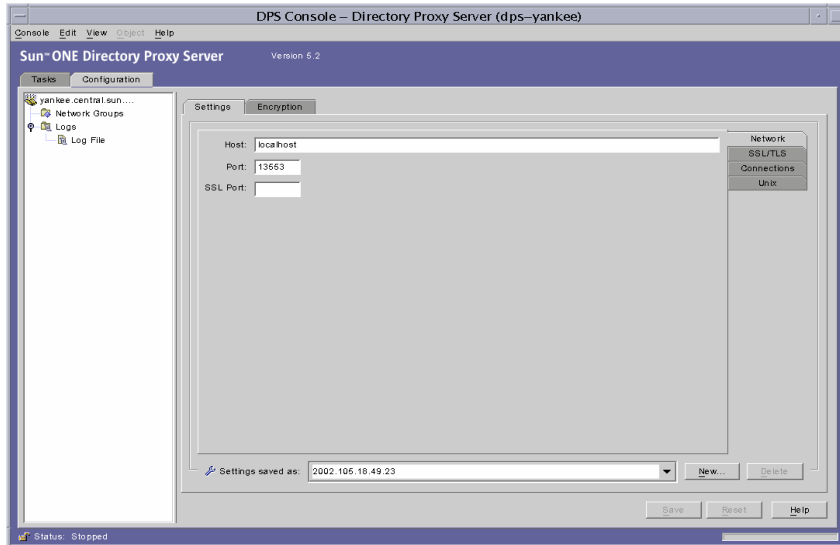 DPS Console – Directory Proxy Server (dps–yankee)
Console Edit View Object Help
Sun™ ONE Directory Proxy Server Version 5.2
Tasks Configuration
yankee.central.sun....
Network Groups
Logs
Log File
Settings Encryption
Host: localhost
Port: 13553
SSL Port:
Network
SSL/TLS
Connections
Unix
Settings saved as: 2002.105.18.49.23 New... Delete
Save Reset Help
Status: Stopped